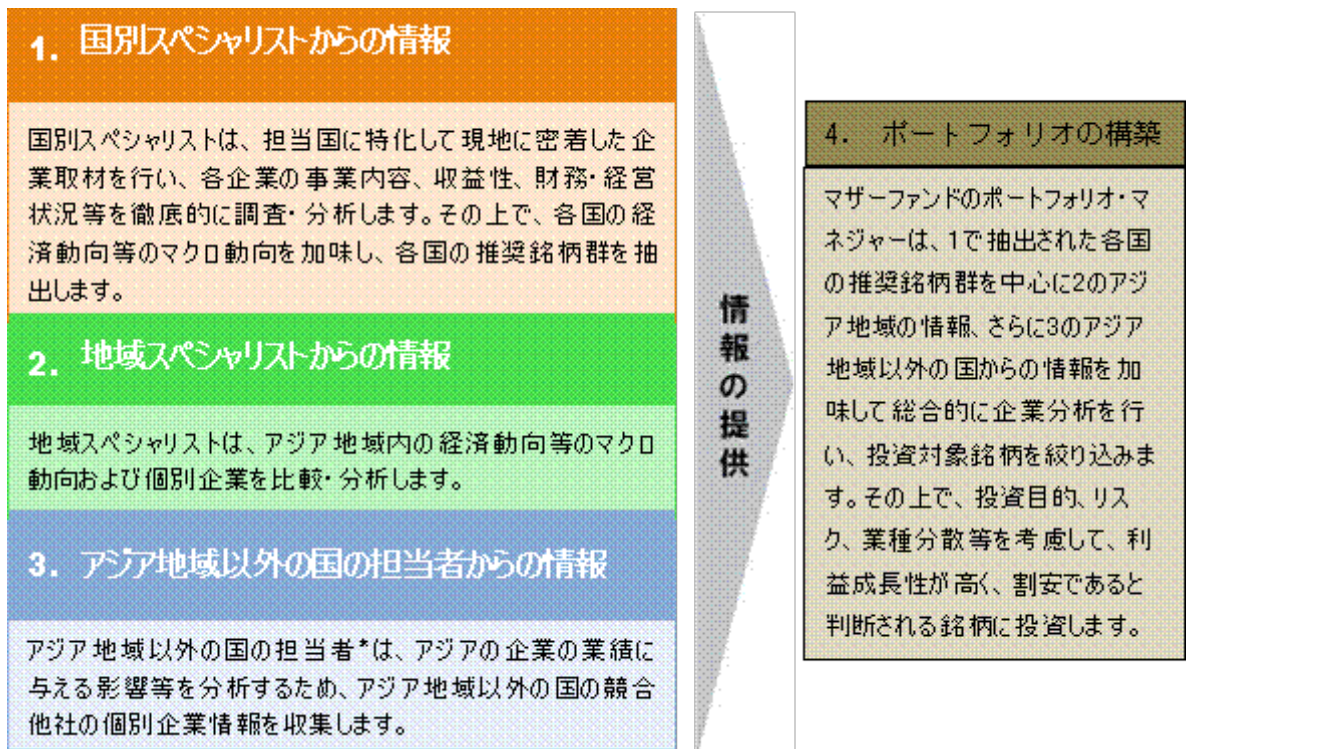 1. 国別スペシャリストからの情報
国別スペシャリストは、担当国に特化して現地に密着した企
業取材を行い、各企業の事業内容、収益性、財務・経営
状況等を徹底的に調査・分析します。その上で、各国の経
済動向等のマクロ動向を加味し、各国の推奨銘柄群を抽
出します。
2. 地域スペシャリストからの情報
地域スペシャリストは、アジア地域内の経済動向等のマクロ
動向および個別企業を比較・分析します。
3. アジア地域以外の国の担当者からの情報
アジア地域以外の国の担当者*は、アジアの企業の業績に
与える影響等を分析するため、アジア地域以外の国の競合
他社の個別企業情報を収集します。
情報の提供
4. ポートフォリオの構築
マザーファンドのポートフォリオ・マ
ネジャーは、1で抽出された各国
の推奨銘柄群を中心に2のアジ
ア地域の情報、さらに3のアジア
地域以外の国からの情報を加
味して総合的に企業分析を行
い、投資対象銘柄を絞り込みま
す。その上で、投資目的、リス
ク、業種分散等を考慮して、利
益成長性が高く、割安であると
判断される銘柄に投資します。